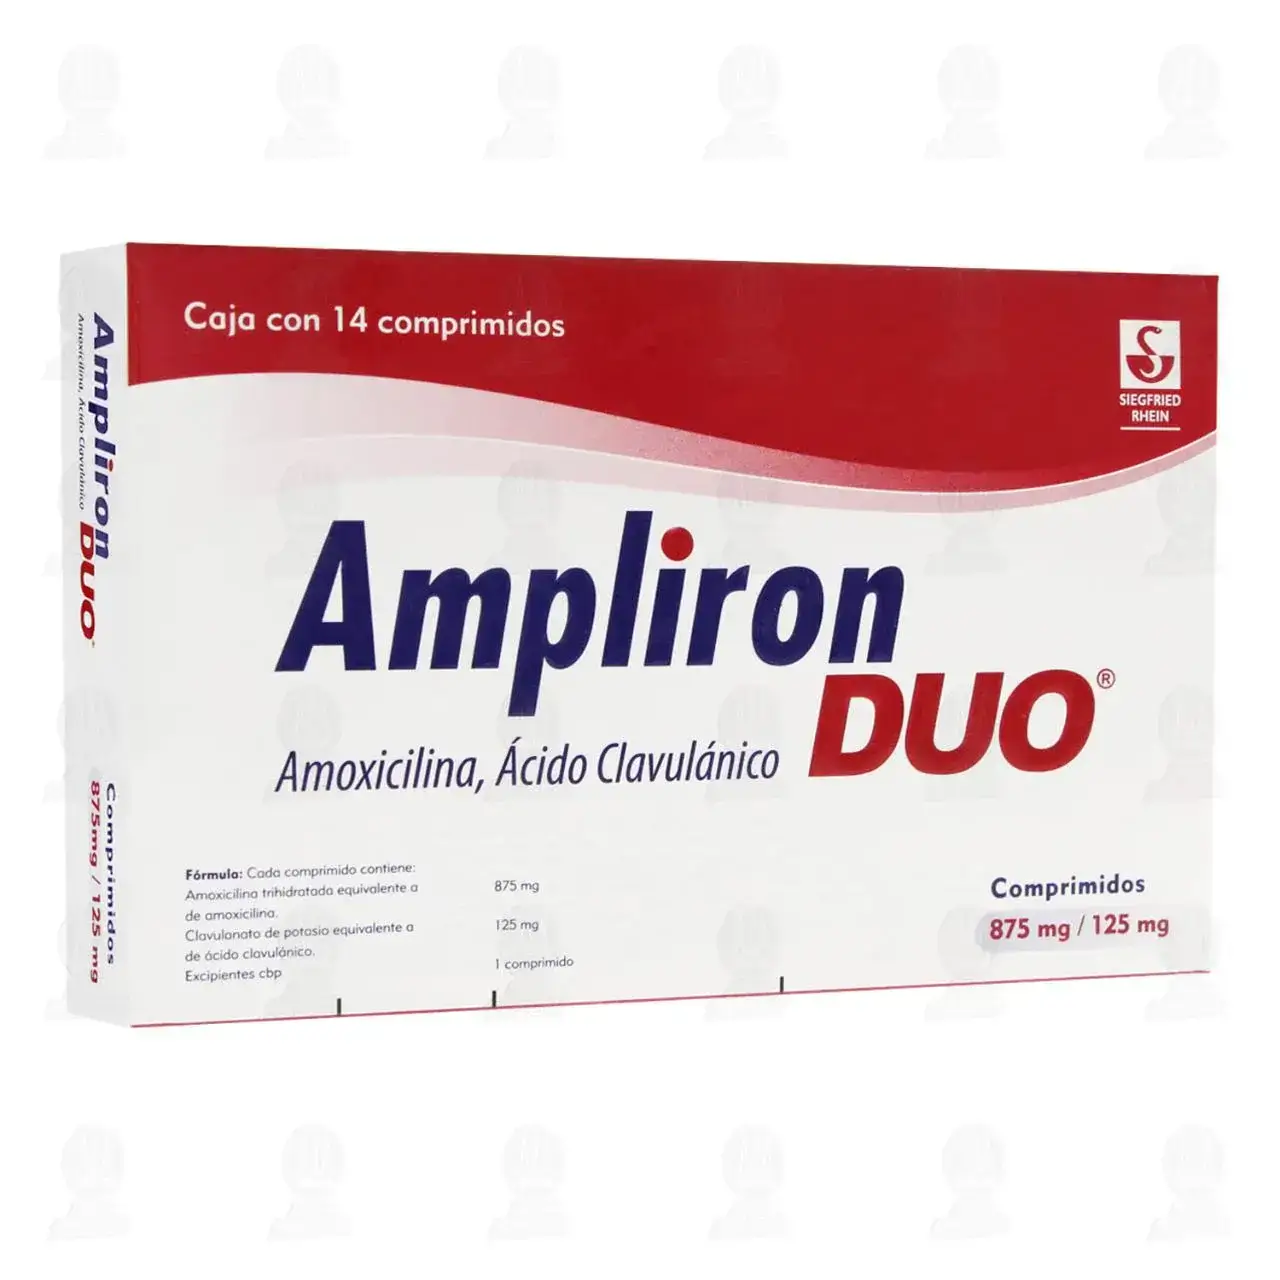 Caja con 14 comprimidos
SIEGFRIED
RHEIN
Ampliron
DUO®
Amoxicilina, Ácido Clavulánico
Fórmula: Cada comprimido contiene:
Amoxicilina trihidratada equivalente a 875 mg
de amoxicilina.
Clavulanato de potasio equivalente a 125 mg
de ácido clavulánico.
Excipientes cbp 1 comprimido
Comprimidos
875 mg / 125 mg
Ampliron
DUO
Amoxicilina, Ácido Clavulánico
Comprimidos
875mg / 125 mg